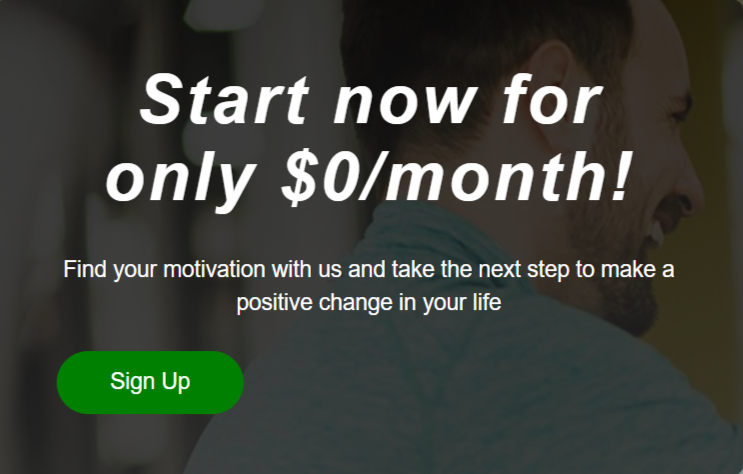 Start now for
only $0/month!
Find your motivation with us and take the next step to make a
positive change in your life
Sign Up